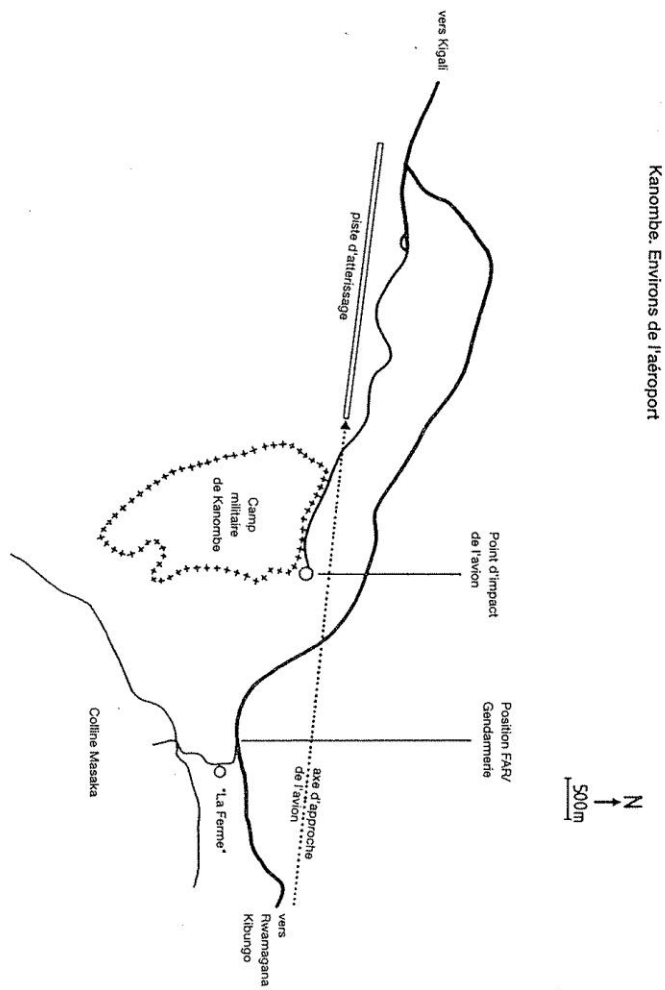 Kanombe. Environs de l'aéroport
N
500m
vers Kigali
piste d'atterissage
Point d'impact
de l'avion
Position FAR/
Gendarmerie
Camp
militaire
de Kanombe
axe d'approche
de l'avion
"La Ferme"
Colline Masaka
vers
Rwamagana
Kibungo